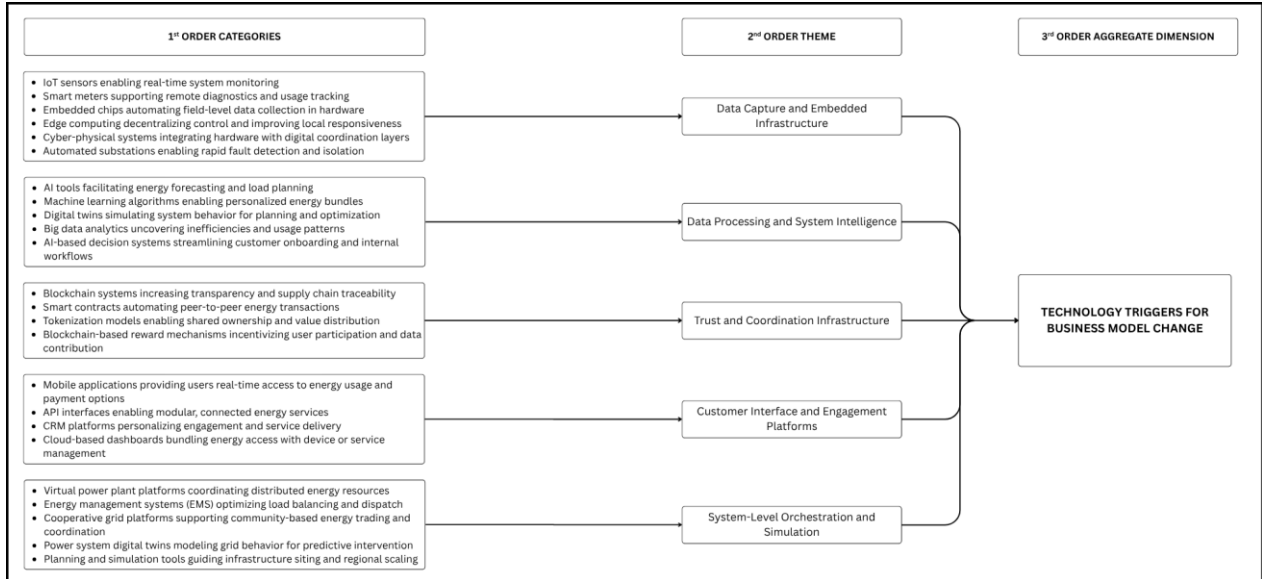 1st ORDER CATEGORIES
2nd ORDER THEME
3rd ORDER AGGREGATE DIMENSION
• IoT sensors enabling real-time system monitoring
• Smart meters supporting remote diagnostics and usage tracking
• Embedded chips automating field-level data collection in hardware
• Edge computing decentralizing control and improving local responsiveness
• Cyber-physical systems integrating hardware with digital coordination layers
• Automated substations enabling rapid fault detection and isolation
Data Capture and Embedded
Infrastructure
• AI tools facilitating energy forecasting and load planning
• Machine learning algorithms enabling personalized energy bundles
• Digital twins simulating system behavior for planning and optimization
• Big data analytics uncovering inefficiencies and usage patterns
• AI-based decision systems streamlining customer onboarding and internal
workflows
Data Processing and System Intelligence
• Blockchain systems increasing transparency and supply chain traceability
• Smart contracts automating peer-to-peer energy transactions
• Tokenization models enabling shared ownership and value distribution
• Blockchain-based reward mechanisms incentivizing user participation and data
contribution
Trust and Coordination Infrastructure
TECHNOLOGY TRIGGERS FOR
BUSINESS MODEL CHANGE
• Mobile applications providing users real-time access to energy usage and
payment options
• API interfaces enabling modular, connected energy services
• CRM platforms personalizing engagement and service delivery
• Cloud-based dashboards bundling energy access with device or service
management
Customer Interface and Engagement
Platforms
• Virtual power plant platforms coordinating distributed energy resources
• Energy management systems (EMS) optimizing load balancing and dispatch
• Cooperative grid platforms supporting community-based energy trading and
coordination
• Power system digital twins modeling grid behavior for predictive intervention
• Planning and simulation tools guiding infrastructure siting and regional scaling
System-Level Orchestration and
Simulation